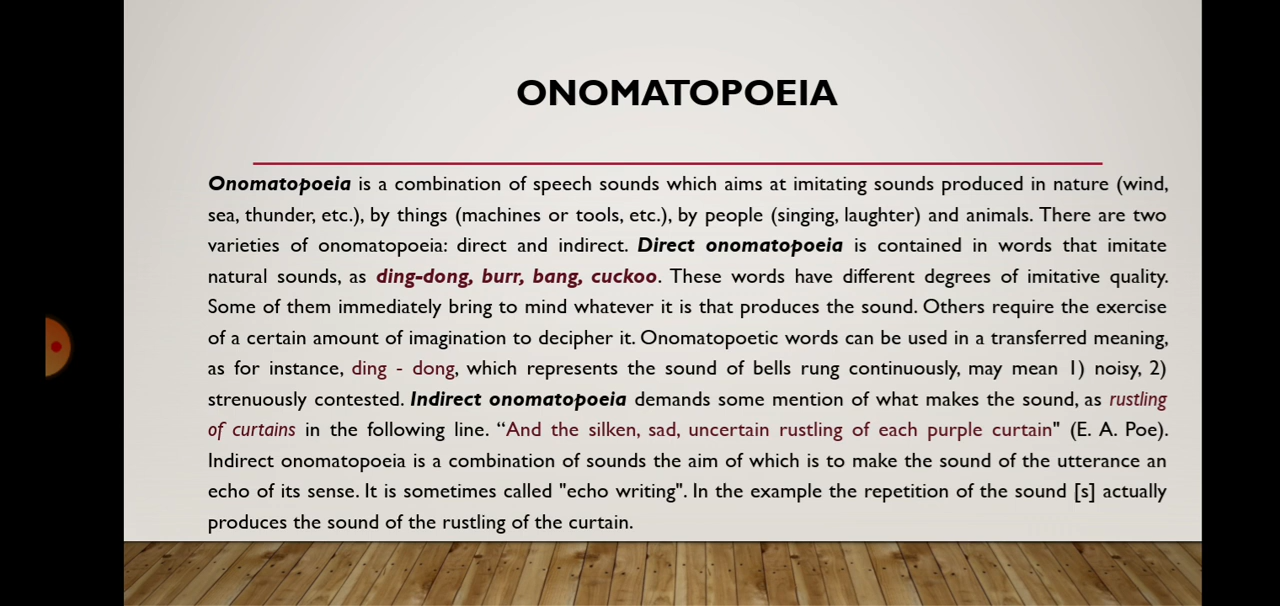 ONOMATOPOEIA
Onomatopoeia is a combination of speech sounds which aims at imitating sounds produced in nature (wind,
sea, thunder, etc.), by things (machines or tools, etc.), by people (singing, laughter) and animals. There are two
varieties of onomatopoeia: direct and indirect. Direct onomatopoeia is contained in words that imitate
natural sounds, as ding-dong, burr, bang, cuckoo. These words have different degrees of imitative quality.
Some of them immediately bring to mind whatever it is that produces the sound. Others require the exercise
of a certain amount of imagination to decipher it. Onomatopoetic words can be used in a transferred meaning,
as for instance, ding - dong, which represents the sound of bells rung continuously, may mean 1) noisy, 2)
strenuously contested. Indirect onomatopoeia demands some mention of what makes the sound, as rustling
of curtains in the following line. “And the silken, sad, uncertain rustling of each purple curtain" (E. A. Poe).
Indirect onomatopoeia is a combination of sounds the aim of which is to make the sound of the utterance an
echo of its sense. It is sometimes called "echo writing". In the example the repetition of the sound [s] actually
produces the sound of the rustling of the curtain.